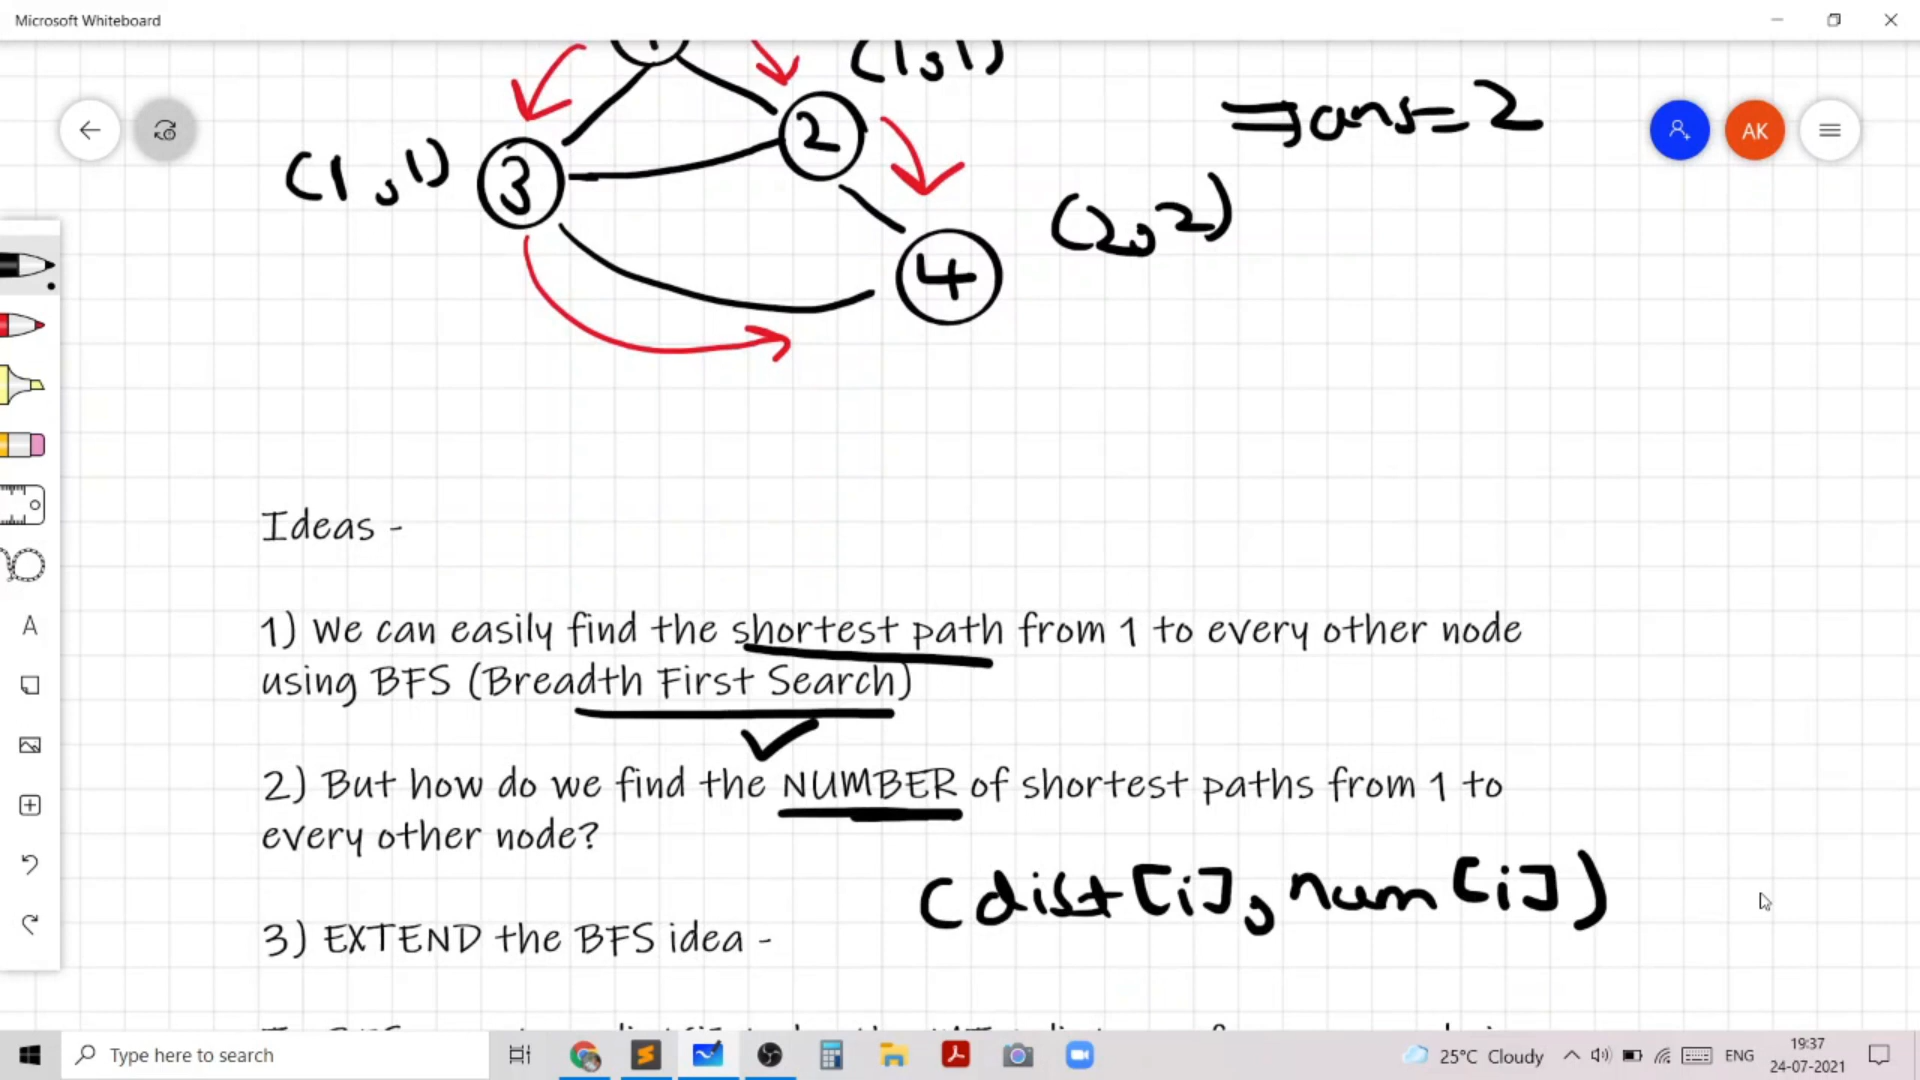 Microsoft Whiteboard
1
(1,1)
⇒ans=2
AK
2
(1,1)
3
(2,2)
4
Ideas -
1) We can easily find the shortest path from 1 to every other node
using BFS (Breadth First Search)
2) But how do we find the NUMBER of shortest paths from 1 to
every other node?
(dist[i],num[i])
3) EXTEND the BFS idea -
A
Type here to search
25°C Cloudy
ENG
19:37
24-07-2021